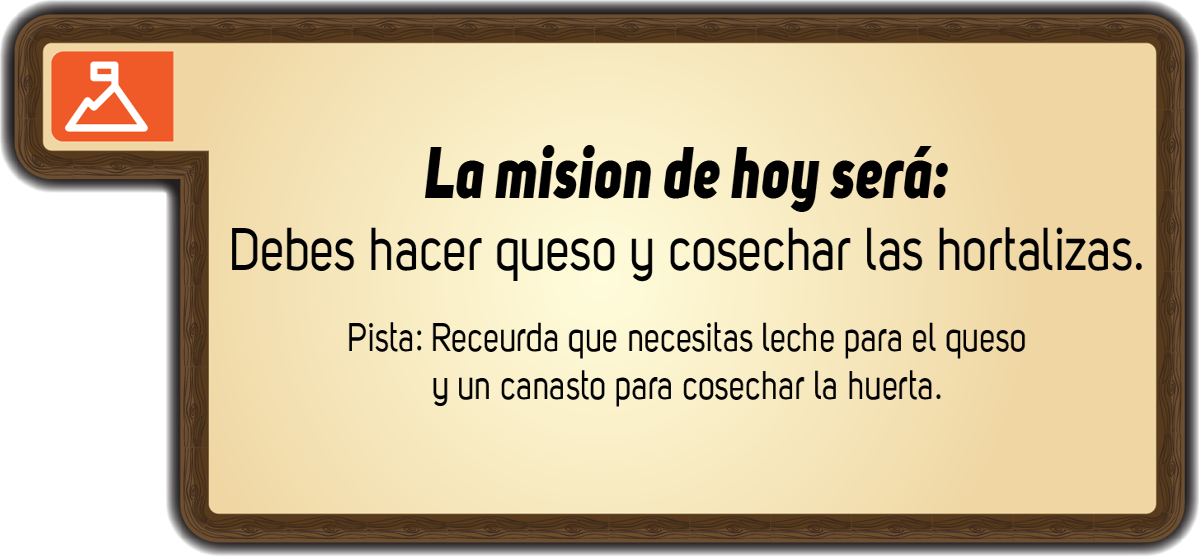 La mision de hoy será:
Debes hacer queso y cosechar las hortalizas.
Pista: Receurda que necesitas leche para el queso
y un canasto para cosechar la huerta.